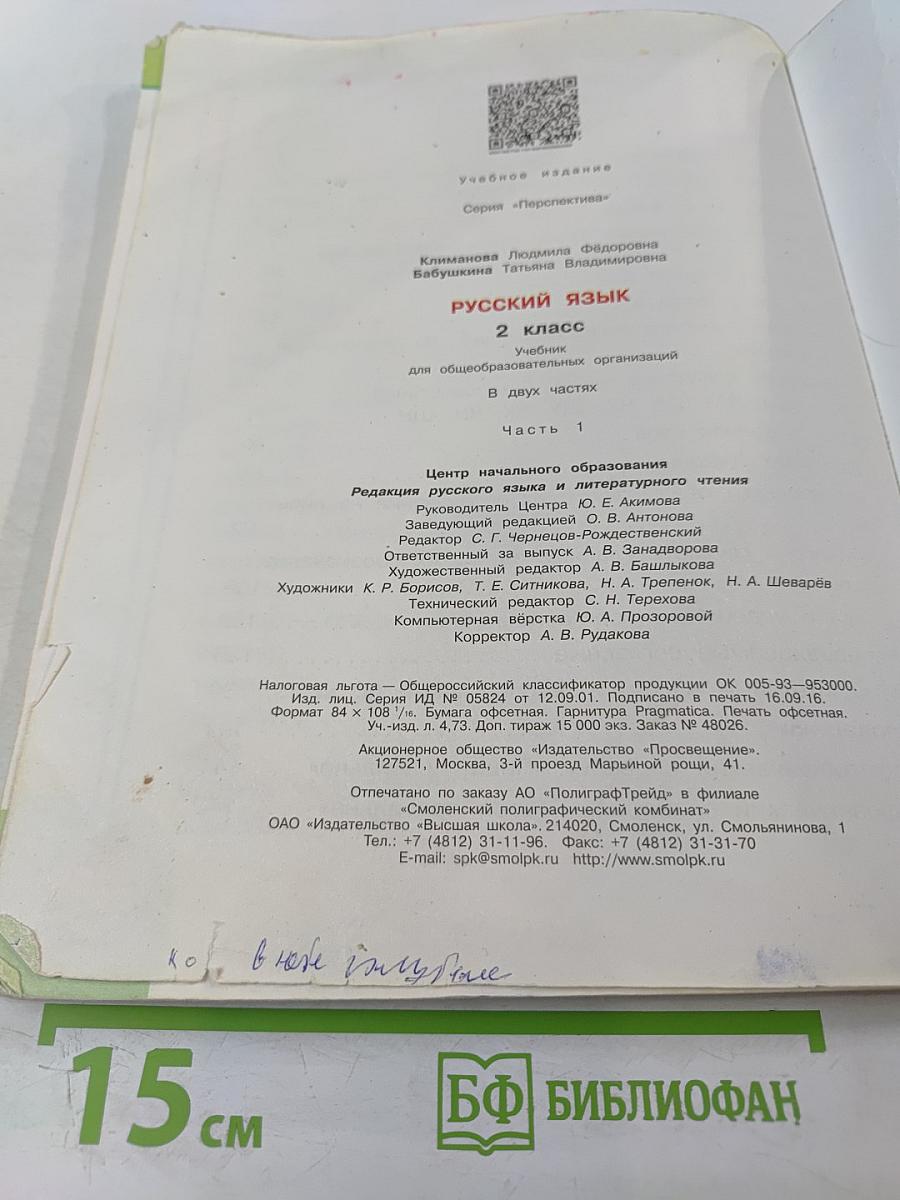 Учебное издание
Серия «Перспектива»
Климанова Людмила Фёдоровна
Бабушкина Татьяна Владимировна
РУССКИЙ ЯЗЫК
2 класс
Учебник
для общеобразовательных организаций
В двух частях
Часть 1
Центр начального образования
Редакция русского языка и литературного чтения
Руководитель Центра Ю. Е. Акимова
Заведующий редакцией О. В. Антонова
Редактор С. Г. Чернецов-Рождественский
Ответственный за выпуск А. В. Занадворова
Художественный редактор А. В. Башлыкова
Художники К. Р. Борисов, Т. Е. Ситникова, Н. А. Трепенок, Н. А. Шеварёв
Технический редактор С. Н. Терехова
Компьютерная вёрстка Ю. А. Прозоровой
Корректор А. В. Рудакова
Налоговая льгота — Общероссийский классификатор продукции ОК 005-93—953000.
Изд. лиц. Серия ИД № 05824 от 12.09.01. Подписано в печать 16.09.16.
Формат 84 × 108 1/16. Бумага офсетная. Гарнитура Pragmatica. Печать офсетная.
Уч.-изд. л. 4,73. Доп. тираж 15 000 экз. Заказ № 48026.
Акционерное общество «Издательство «Просвещение».
127521, Москва, 3-й проезд Марьиной рощи, 41.
Отпечатано по заказу АО «ПолиграфТрейд» в филиале
«Смоленский полиграфический комбинат»
ОАО «Издательство «Высшая школа». 214020, Смоленск, ул. Смольянинова, 1
Тел.: +7 (4812) 31-11-96. Факс: +7 (4812) 31-31-70
E-mail: spk@smolpk.ru http://www.smolpk.ru
в
15 см
БФ БИБЛИОФАН